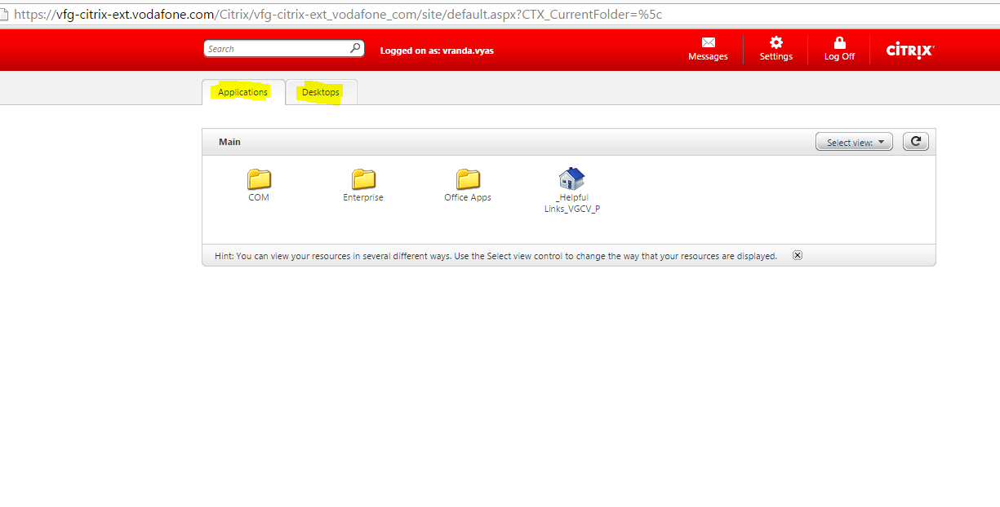 https://vfg-citrix-ext.vodafone.com/Citrix/vfg-citrix-ext_vodafone_com/site/default.aspx?CTX_CurrentFolder=%5c
Search
Logged on as: vranda.vyas
Messages
Settings
Log Off
CİTRIX
Applications
Desktops
Main
Select view:
COM
Enterprise
Office Apps
_Helpful
Links_VGCV_P
Hint: You can view your resources in several different ways. Use the Select view control to change the way that your resources are displayed.